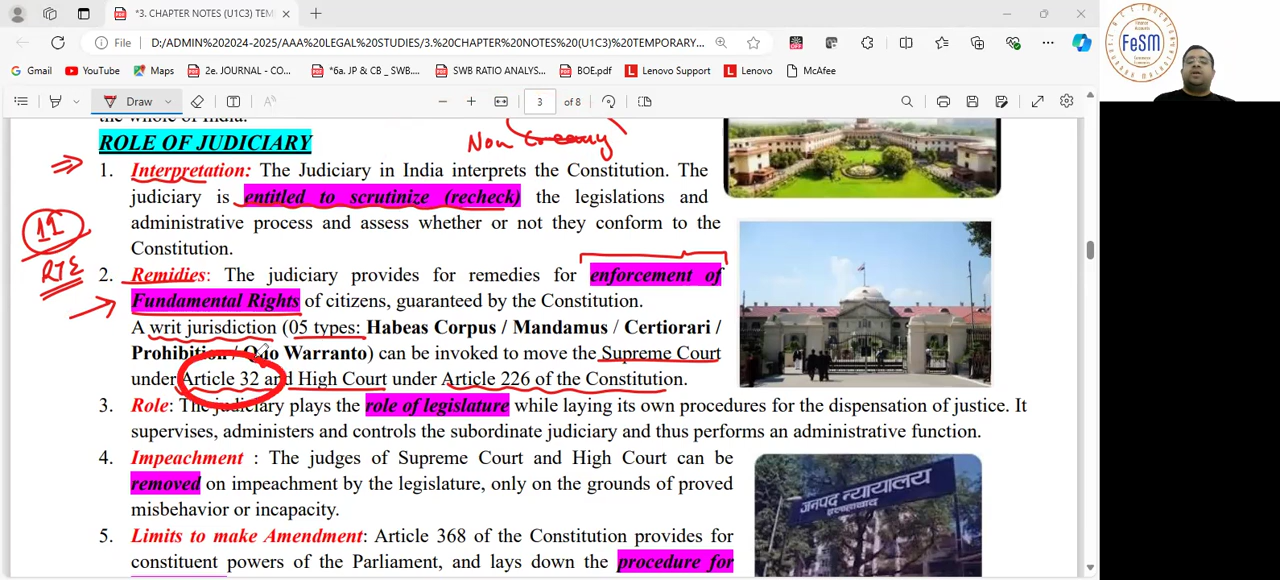 *3. CHAPTER NOTES (U1C3) TEM
File
D:/ADMIN%202024-2025/AAA%20LEGAL%20STUDIES/3.%20CHAPTER%20NOTES%20(U1C3)%20TEMPORARY...
Gmail YouTube Maps 2e. JOURNAL - CO... *6a. JP & CB _ SWB.... SWB RATIO ANALYS... BOE.pdf Lenovo Support Lenovo McAfee
Draw 3 of 8
FeSM
the whole of India.
Non
ROLE OF JUDICIARY
1. Interpretation: The Judiciary in India interprets the Constitution. The
judiciary is entitled to scrutinize (recheck) the legislations and
administrative process and assess whether or not they conform to the
Constitution.
19
RTE
2. Remidies: The judiciary provides for remedies for enforcement of
Fundamental Rights of citizens, guaranteed by the Constitution.
A writ jurisdiction (05 types: Habeas Corpus / Mandamus / Certiorari /
Prohibition / Quo Warranto) can be invoked to move the Supreme Court
under Article 32 and High Court under Article 226 of the Constitution.
3. Role: The judiciary plays the role of legislature while laying its own procedures for the dispensation of justice. It
supervises, administers and controls the subordinate judiciary and thus performs an administrative function.
4. Impeachment : The judges of Supreme Court and High Court can be
removed on impeachment by the legislature, only on the grounds of proved
misbehavior or incapacity.
जनपद न्यायालय
इलाहाबाद
5. Limits to make Amendment: Article 368 of the Constitution provides for
constituent powers of the Parliament, and lays down the procedure for